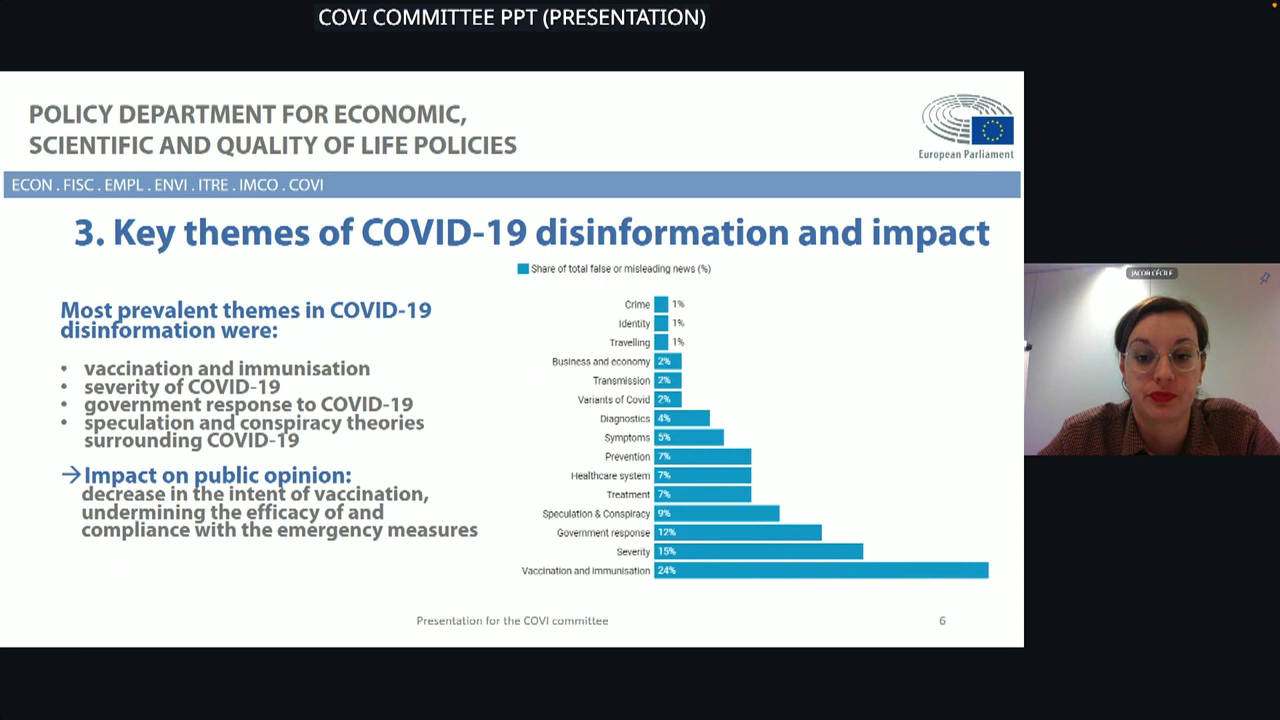 COVI COMMITTEE PPT (PRESENTATION)
POLICY DEPARTMENT FOR ECONOMIC,
SCIENTIFIC AND QUALITY OF LIFE POLICIES
European Parliament
ECON . FISC . EMPL . ENVI . ITRE . IMCO . COVI
3. Key themes of COVID-19 disinformation and impact
Most prevalent themes in COVID-19
disinformation were:
• vaccination and immunisation
• severity of COVID-19
• government response to COVID-19
• speculation and conspiracy theories
surrounding COVID-19
→ Impact on public opinion:
decrease in the intent of vaccination,
undermining the efficacy of and
compliance with the emergency measures
Share of total false or misleading news (%)
Crime 1%
Identity 1%
Travelling 1%
Business and economy 2%
Transmission 2%
Variants of Covid 2%
Diagnostics 4%
Symptoms 5%
Prevention 7%
Healthcare system 7%
Treatment 7%
Speculation & Conspiracy 9%
Government response 12%
Severity 15%
Vaccination and immunisation 24%
Presentation for the COVI committee
6
JACOB CÉCILE